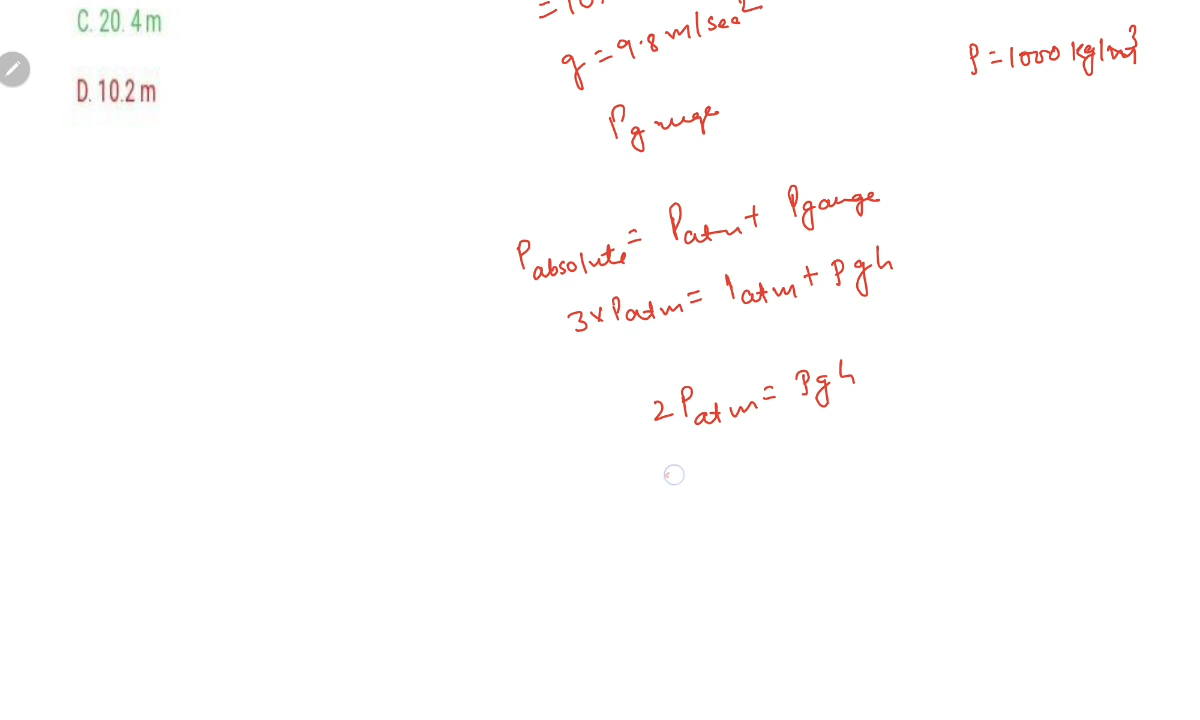 C. 20. 4 m
D. 10.2 m
g = 9.8 m/sec2
ρ = 1000 kg/m3
Pabsolute = Patm + Pgauge
3 x Patm = 1 atm + ρgh
2 Patm = ρgh